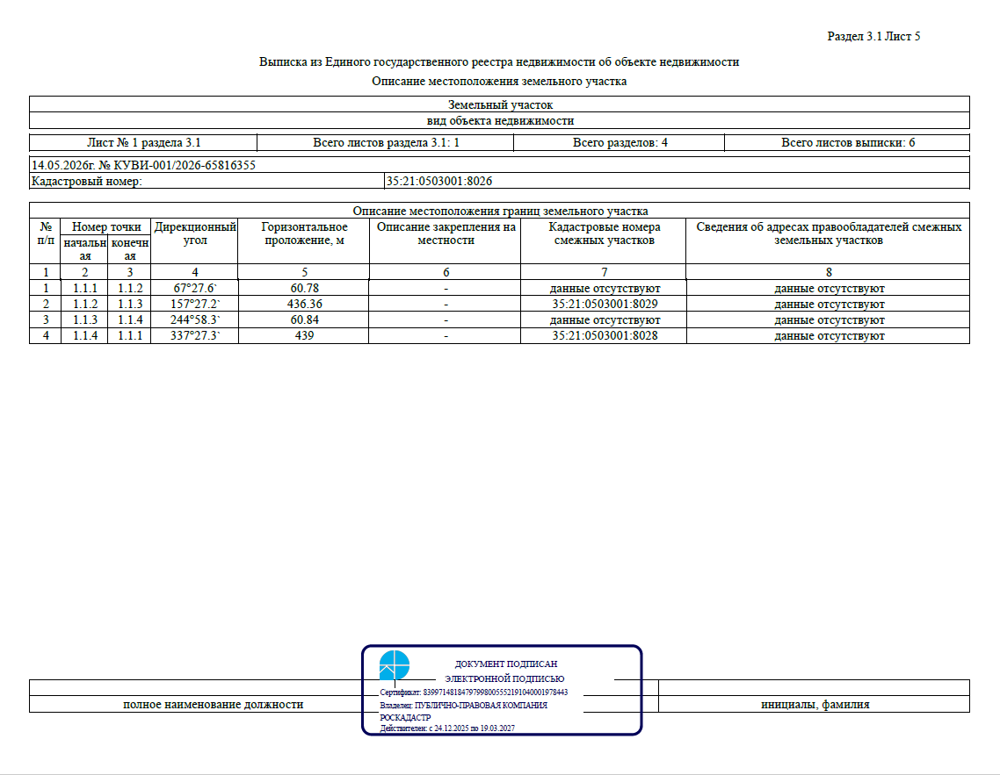 Раздел 3.1 Лист 5
Выписка из Единого государственного реестра недвижимости об объекте недвижимости
Описание местоположения земельного участка
Земельный участок
вид объекта недвижимости
Лист № 1 раздела 3.1 Всего листов раздела 3.1: 1 Всего разделов: 4 Всего листов выписки: 6
14.05.2026г. № КУВИ-001/2026-65816355
Кадастровый номер: 35:21:0503001:8026
Описание местоположения границ земельного участка
№ п/п Номер точки Дирекционный угол Горизонтальное проложение, м Описание закрепления на местности Кадастровые номера смежных участков Сведения об адресах правообладателей смежных земельных участков
начальная конечная
1 2 3 4 5 6 7 8
1 1.1.1 1.1.2 67°27.6` 60.78 - данные отсутствуют данные отсутствуют
2 1.1.2 1.1.3 157°27.2` 436.36 - 35:21:0503001:8029 данные отсутствуют
3 1.1.3 1.1.4 244°58.3` 60.84 - данные отсутствуют данные отсутствуют
4 1.1.4 1.1.1 337°27.3` 439 - 35:21:0503001:8028 данные отсутствуют
ДОКУМЕНТ ПОДПИСАН
ЭЛЕКТРОННОЙ ПОДПИСЬЮ
Сертификат: 83997148184797998005552191040001978443
Владелец: ПУБЛИЧНО-ПРАВОВАЯ КОМПАНИЯ
РОСКАДАСТР
Действителен: с 24.12.2025 по 19.03.2027
полное наименование должности инициалы, фамилия